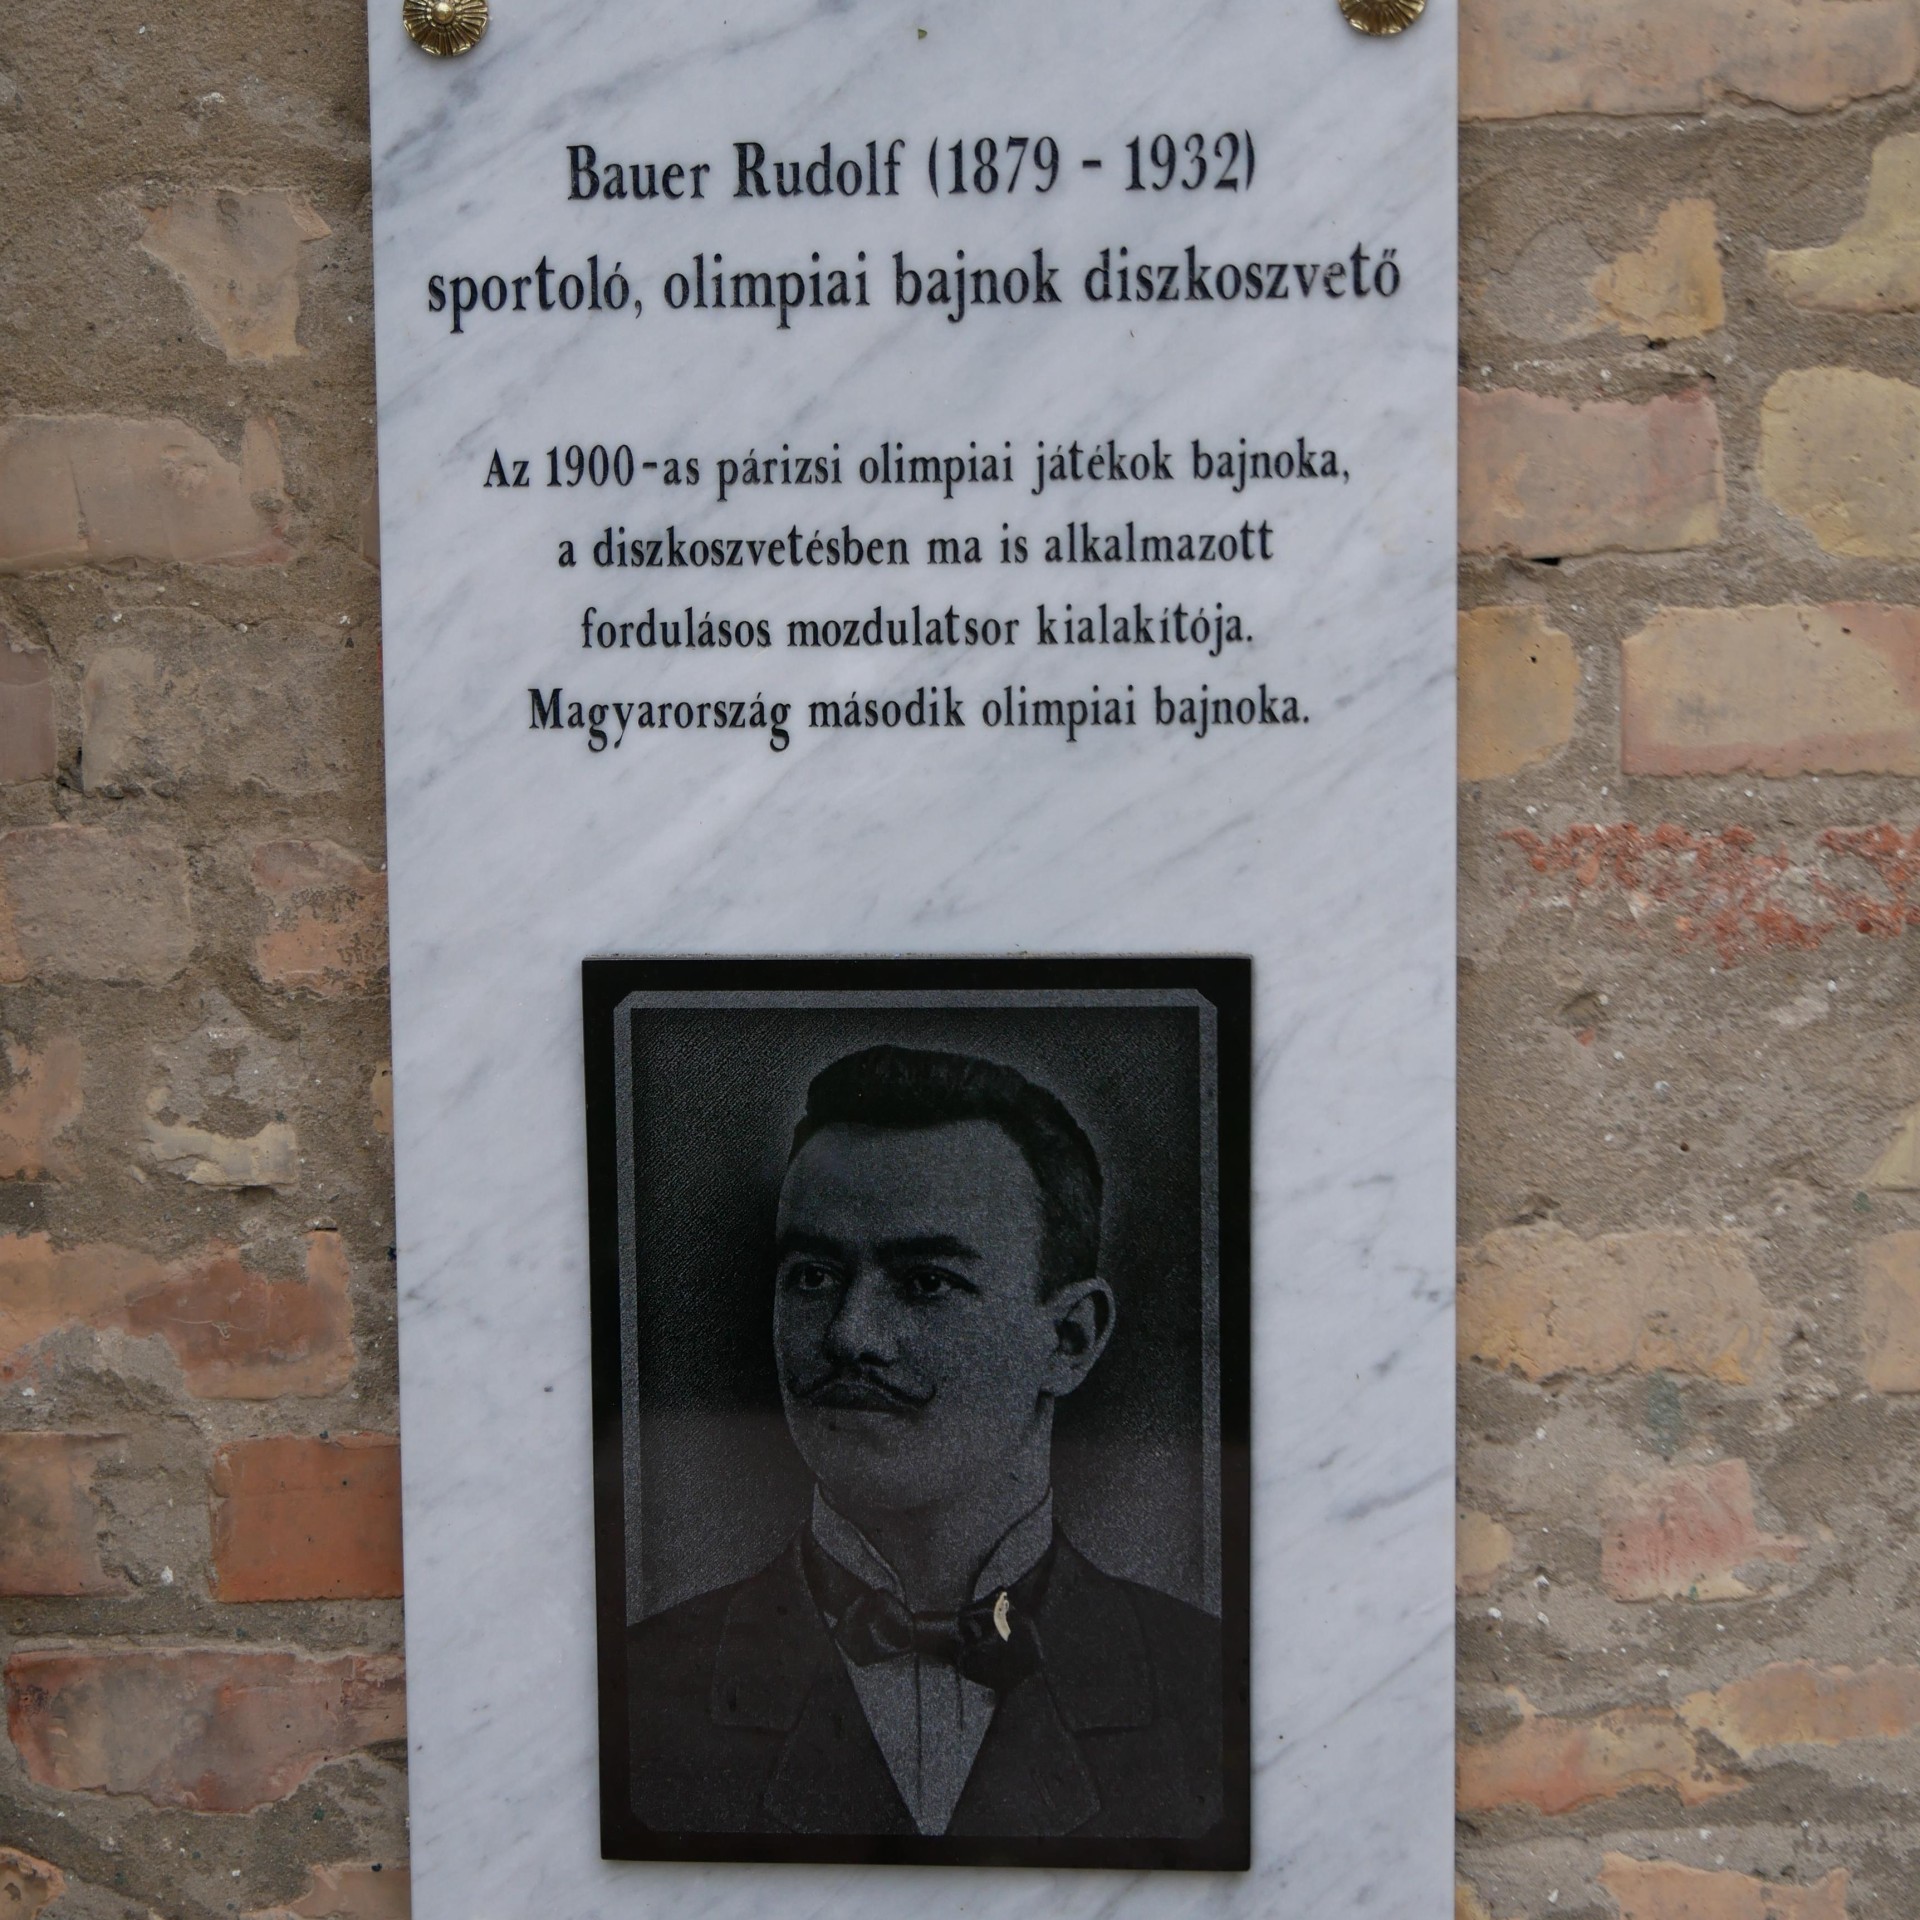 Bauer Rudolf (1879 - 1932)
sportoló, olimpiai bajnok diszkoszvető
Az 1900-as párizsi olimpiai játékok bajnoka,
a diszkoszvetésben ma is alkalmazott
fordulásos mozdulatsor kialakítója.
Magyarország második olimpiai bajnoka.